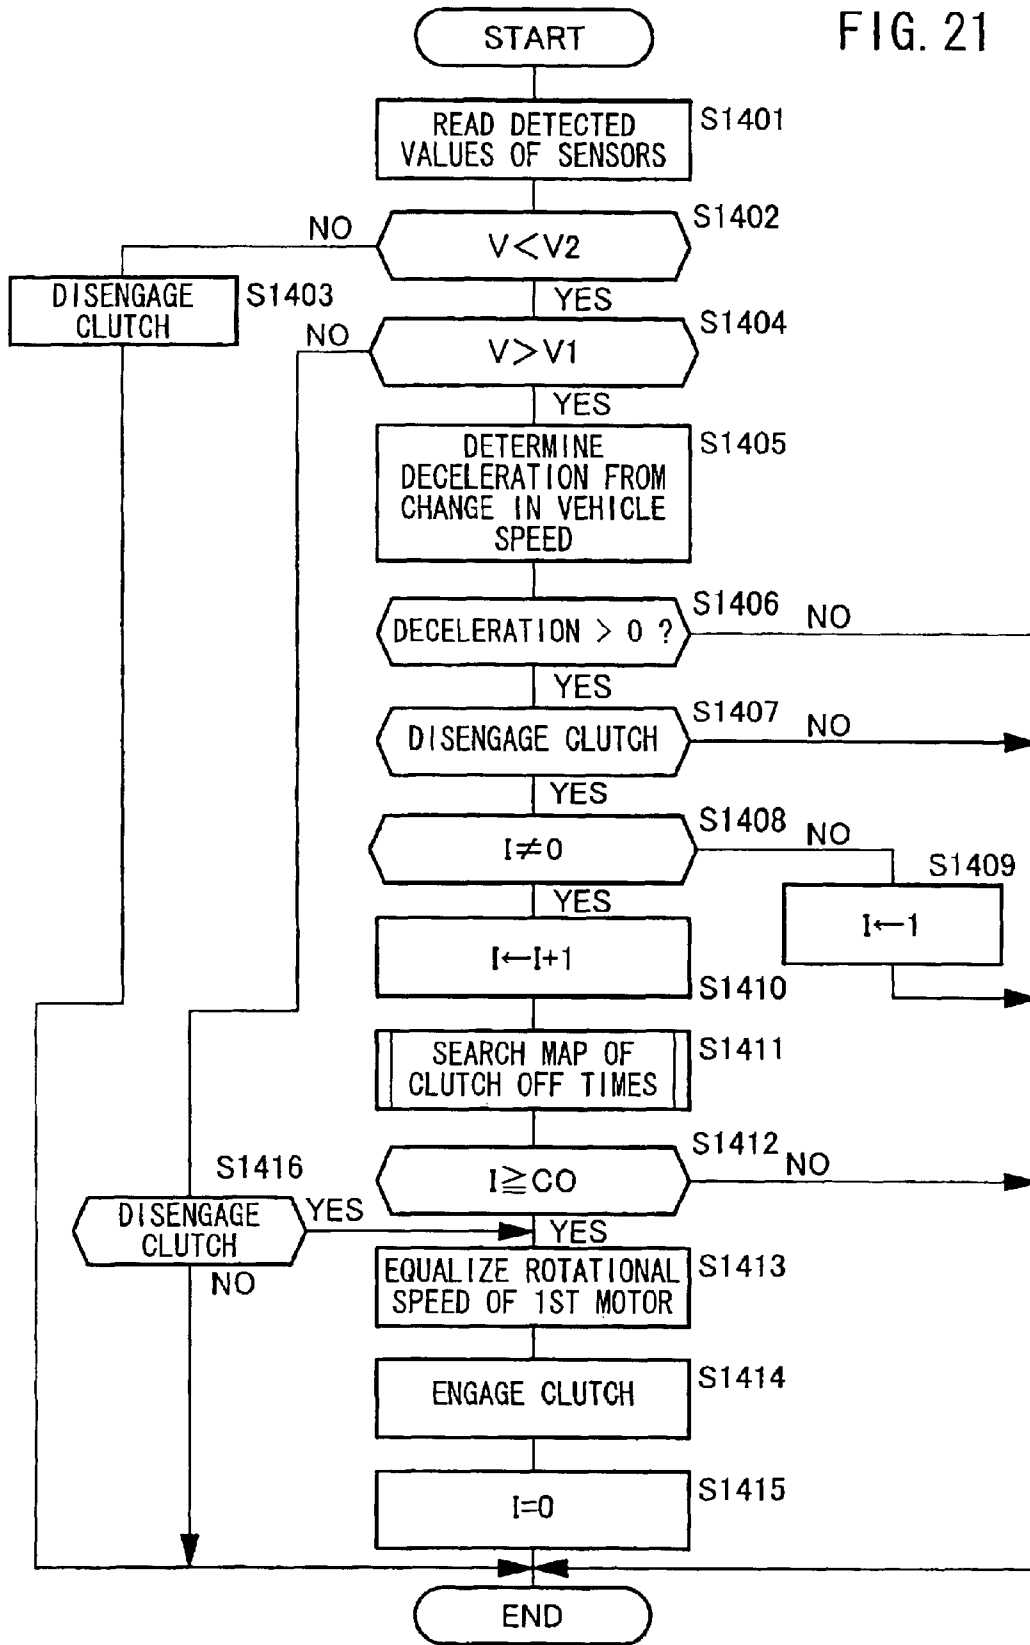 FIG. 21
START
READ DETECTED
VALUES OF SENSORS
S1401
V<V2
S1402
NO
YES
DISENGAGE
CLUTCH
S1403
V>V1
S1404
NO
YES
DETERMINE
DECELERATION FROM
CHANGE IN VEHICLE
SPEED
S1405
DECELERATION > 0 ?
S1406
NO
YES
DISENGAGE CLUTCH
S1407
NO
YES
I≠0
S1408
NO
YES
S1409
I←1
I←I+1
S1410
SEARCH MAP OF
CLUTCH OFF TIMES
S1411
I≧CO
S1412
NO
YES
S1416
DISENGAGE
CLUTCH
YES
NO
EQUALIZE ROTATIONAL
SPEED OF 1ST MOTOR
S1413
ENGAGE CLUTCH
S1414
I=0
S1415
END